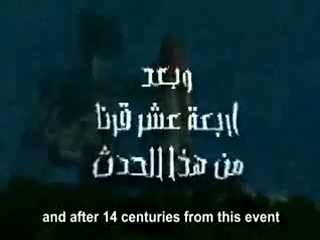 وبعد
اربعة عشر قرنا
من هذا الحدث
and after 14 centuries from this event